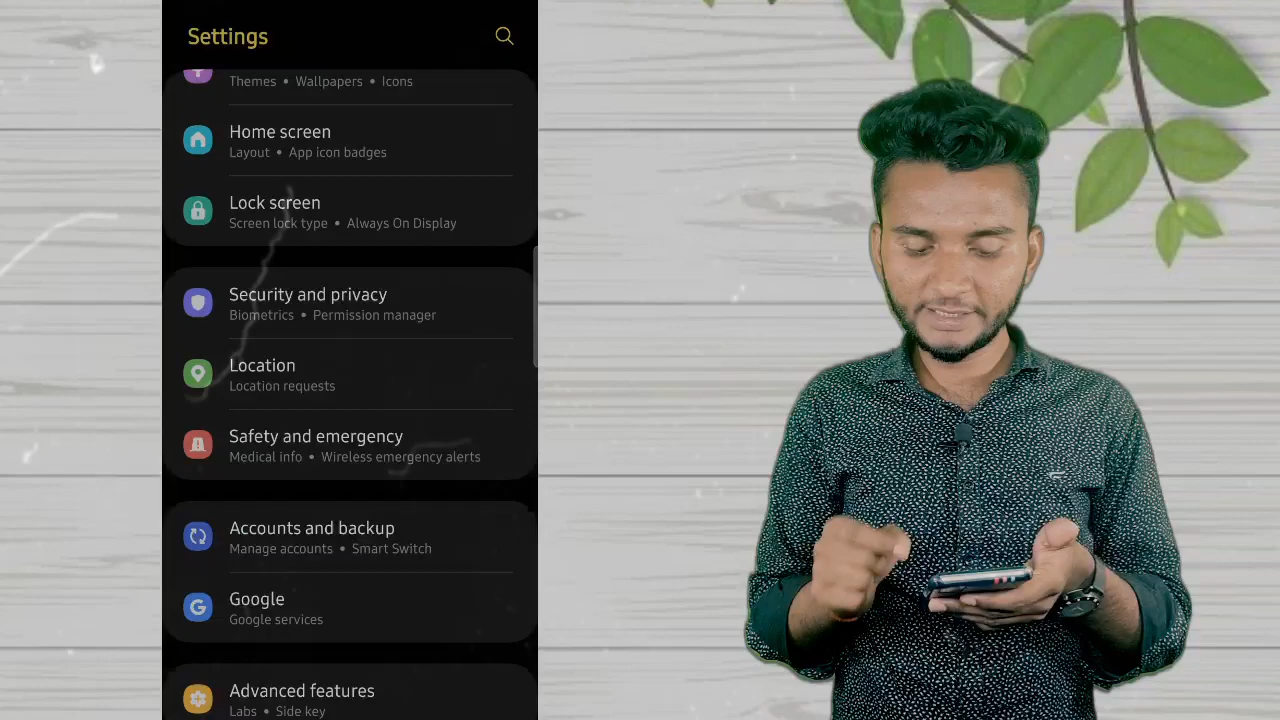 Settings
Themes • Wallpapers • Icons
Home screen
Layout • App icon badges
Lock screen
Screen lock type • Always On Display
Security and privacy
Biometrics • Permission manager
Location
Location requests
Safety and emergency
Medical info • Wireless emergency alerts
Accounts and backup
Manage accounts • Smart Switch
Google
Google services
Advanced features
Labs • Side key